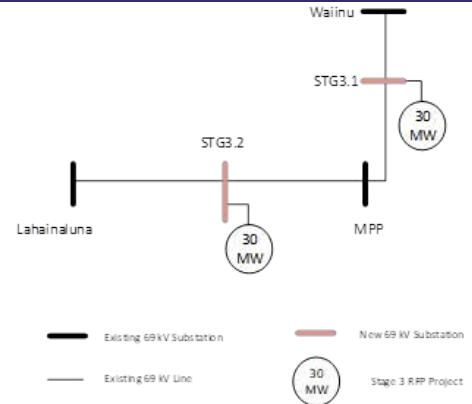 Waiinu
STG3.1
30
MW
STG3.2
Lahainaluna
MPP
30
MW
Existing 69 kV Substation
New 69 kV Substation
Existing 69 kV Line
30
MW
Stage 3 RFP Project